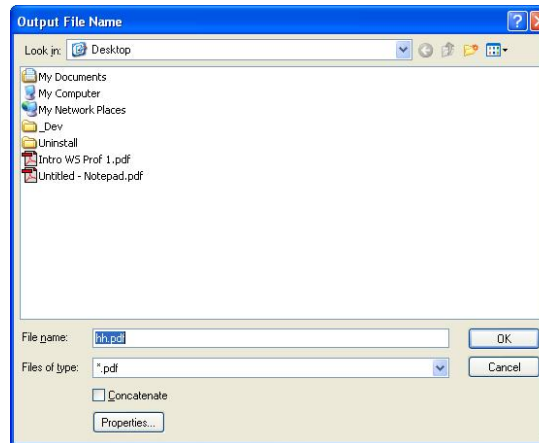 Output File Name
Look in: Desktop
My Documents
My Computer
My Network Places
_Dev
Uninstall
Intro WS Prof 1.pdf
Untitled - Notepad.pdf
File name: hh.pdf OK
Files of type: *.pdf Cancel
Concatenate
Properties...